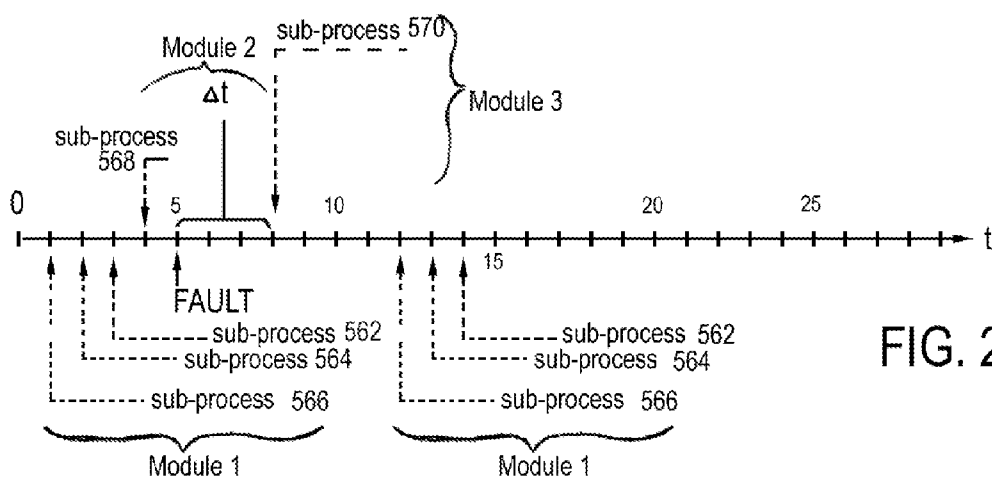 sub-process 570
Module 2
Δt
Module 3
sub-process
568
0
5
10
20
25
t
15
FAULT
sub-process 562
sub-process 564
sub-process 566
Module 1
sub-process 562
sub-process 564
sub-process 566
Module 1
FIG. 2